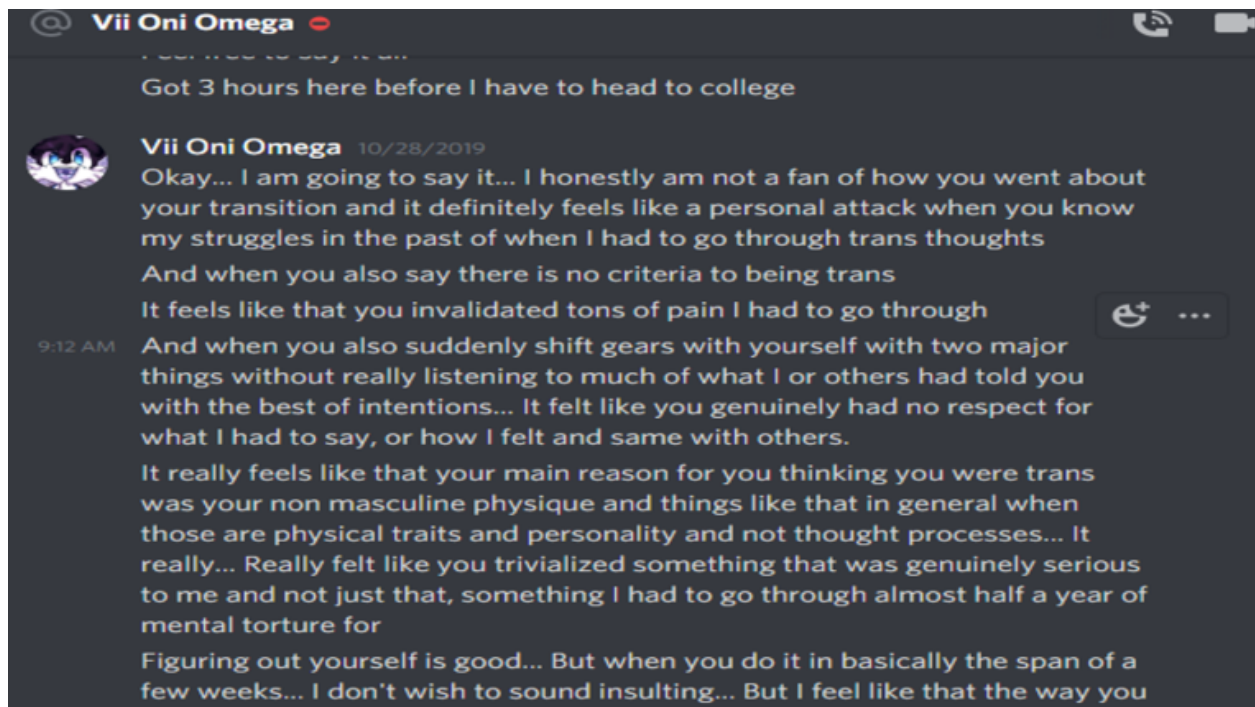 Vii Oni Omega
Feel free to say it all
Got 3 hours here before I have to head to college
Vii Oni Omega 10/28/2019
Okay... I am going to say it... I honestly am not a fan of how you went about
your transition and it definitely feels like a personal attack when you know
my struggles in the past of when I had to go through trans thoughts
And when you also say there is no criteria to being trans
It feels like that you invalidated tons of pain I had to go through
9:12 AM And when you also suddenly shift gears with yourself with two major
things without really listening to much of what I or others had told you
with the best of intentions... It felt like you genuinely had no respect for
what I had to say, or how I felt and same with others.
It really feels like that your main reason for you thinking you were trans
was your non masculine physique and things like that in general when
those are physical traits and personality and not thought processes... It
really... Really felt like you trivialized something that was genuinely serious
to me and not just that, something I had to go through almost half a year of
mental torture for
Figuring out yourself is good... But when you do it in basically the span of a
few weeks... I don't wish to sound insulting... But I feel like that the way you